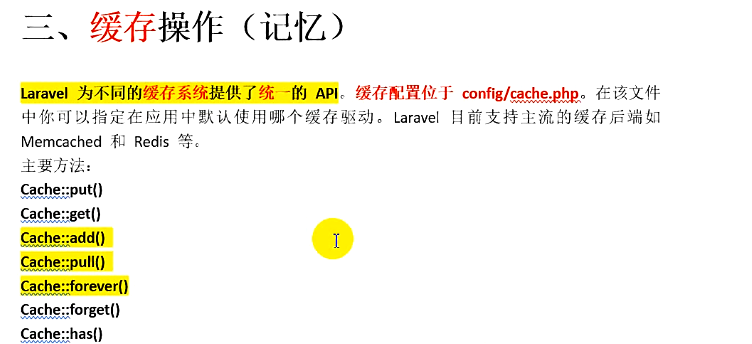 三、缓存操作（记忆）
Laravel 为不同的缓存系统提供了统一的 API。缓存配置位于 config/cache.php。在该文件
中你可以指定在应用中默认使用哪个缓存驱动。Laravel 目前支持主流的缓存后端如
Memcached 和 Redis 等。
主要方法：
Cache::put()
Cache::get()
Cache::add()
Cache::pull()
Cache::forever()
Cache::forget()
Cache::has()